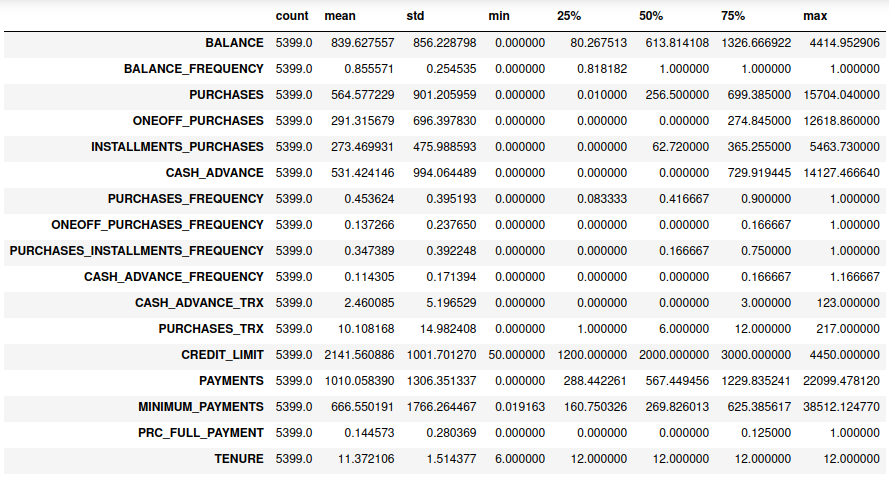 count mean std min 25% 50% 75% max
BALANCE 5399.0 839.627557 856.228798 0.000000 80.267513 613.814108 1326.666922 4414.952906
BALANCE_FREQUENCY 5399.0 0.855571 0.254535 0.000000 0.818182 1.000000 1.000000 1.000000
PURCHASES 5399.0 564.577229 901.205959 0.000000 0.010000 256.500000 699.385000 15704.040000
ONEOFF_PURCHASES 5399.0 291.315679 696.397830 0.000000 0.000000 0.000000 274.845000 12618.860000
INSTALLMENTS_PURCHASES 5399.0 273.469931 475.988593 0.000000 0.000000 62.720000 365.255000 5463.730000
CASH_ADVANCE 5399.0 531.424146 994.064489 0.000000 0.000000 0.000000 729.919445 14127.466640
PURCHASES_FREQUENCY 5399.0 0.453624 0.395193 0.000000 0.083333 0.416667 0.900000 1.000000
ONEOFF_PURCHASES_FREQUENCY 5399.0 0.137266 0.237650 0.000000 0.000000 0.000000 0.166667 1.000000
PURCHASES_INSTALLMENTS_FREQUENCY 5399.0 0.347389 0.392248 0.000000 0.000000 0.166667 0.750000 1.000000
CASH_ADVANCE_FREQUENCY 5399.0 0.114305 0.171394 0.000000 0.000000 0.000000 0.166667 1.166667
CASH_ADVANCE_TRX 5399.0 2.460085 5.196529 0.000000 0.000000 0.000000 3.000000 123.000000
PURCHASES_TRX 5399.0 10.108168 14.982408 0.000000 1.000000 6.000000 12.000000 217.000000
CREDIT_LIMIT 5399.0 2141.560886 1001.701270 50.000000 1200.000000 2000.000000 3000.000000 4450.000000
PAYMENTS 5399.0 1010.058390 1306.351337 0.000000 288.442261 567.449456 1229.835241 22099.478120
MINIMUM_PAYMENTS 5399.0 666.550191 1766.264467 0.019163 160.750326 269.826013 625.385617 38512.124770
PRC_FULL_PAYMENT 5399.0 0.144573 0.280369 0.000000 0.000000 0.000000 0.125000 1.000000
TENURE 5399.0 11.372106 1.514377 6.000000 12.000000 12.000000 12.000000 12.000000